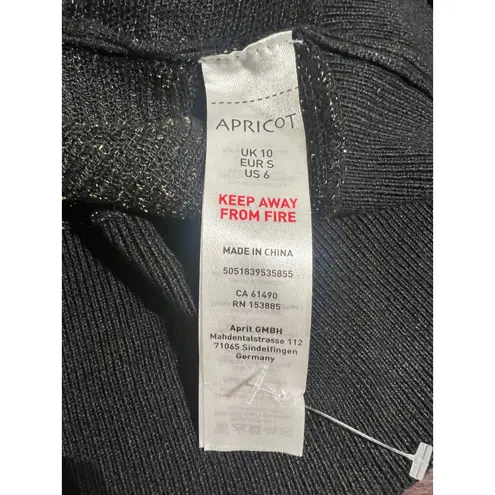 APRICOT
UK 10
EUR S
US 6
KEEP AWAY
FROM FIRE
MADE IN CHINA
5051839535855
CA 61490
RN 153885
Aprit GMBH
Mahdentalstrasse 112
71065 Sindelfingen
Germany